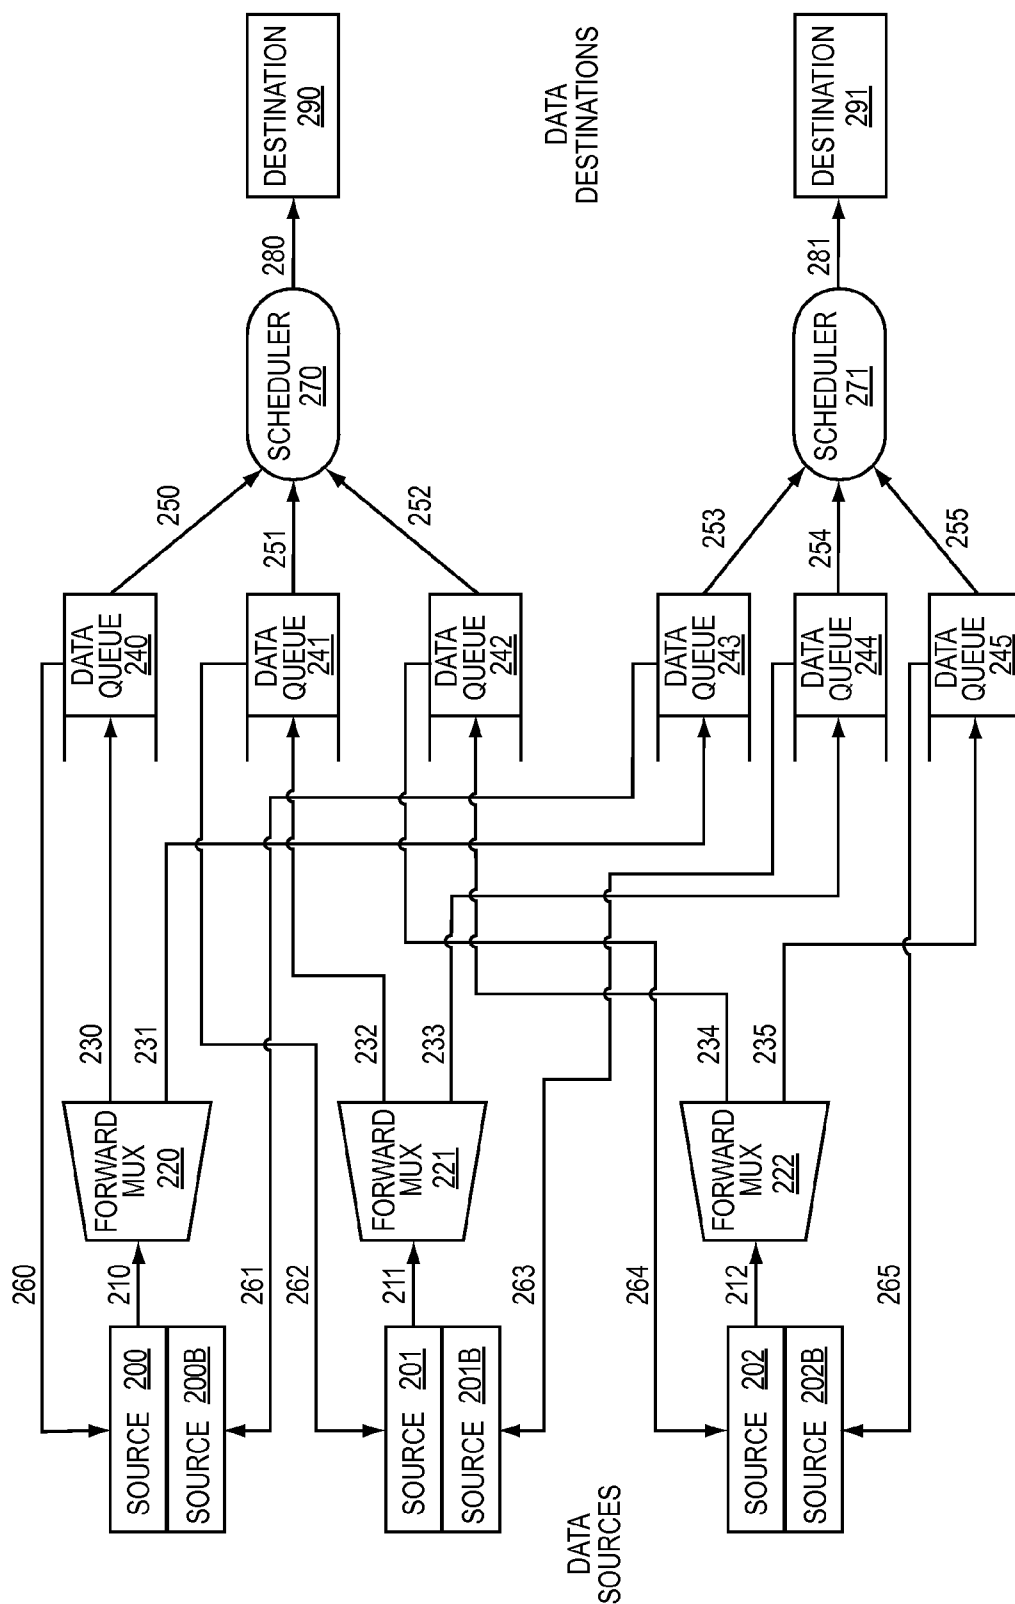 260
SOURCE 200
SOURCE 200B
210
FORWARD
MUX
220
230
231
DATA
QUEUE
240
250
261
262
SOURCE 201
SOURCE 201B
211
FORWARD
MUX
221
232
233
DATA
QUEUE
241
251
SCHEDULER
270
280
DESTINATION
290
263
DATA
QUEUE
242
252
DATA
SOURCES
DATA
DESTINATIONS
264
SOURCE 202
SOURCE 202B
212
FORWARD
MUX
222
234
235
DATA
QUEUE
243
253
DATA
QUEUE
244
254
SCHEDULER
271
281
DESTINATION
291
265
DATA
QUEUE
245
255